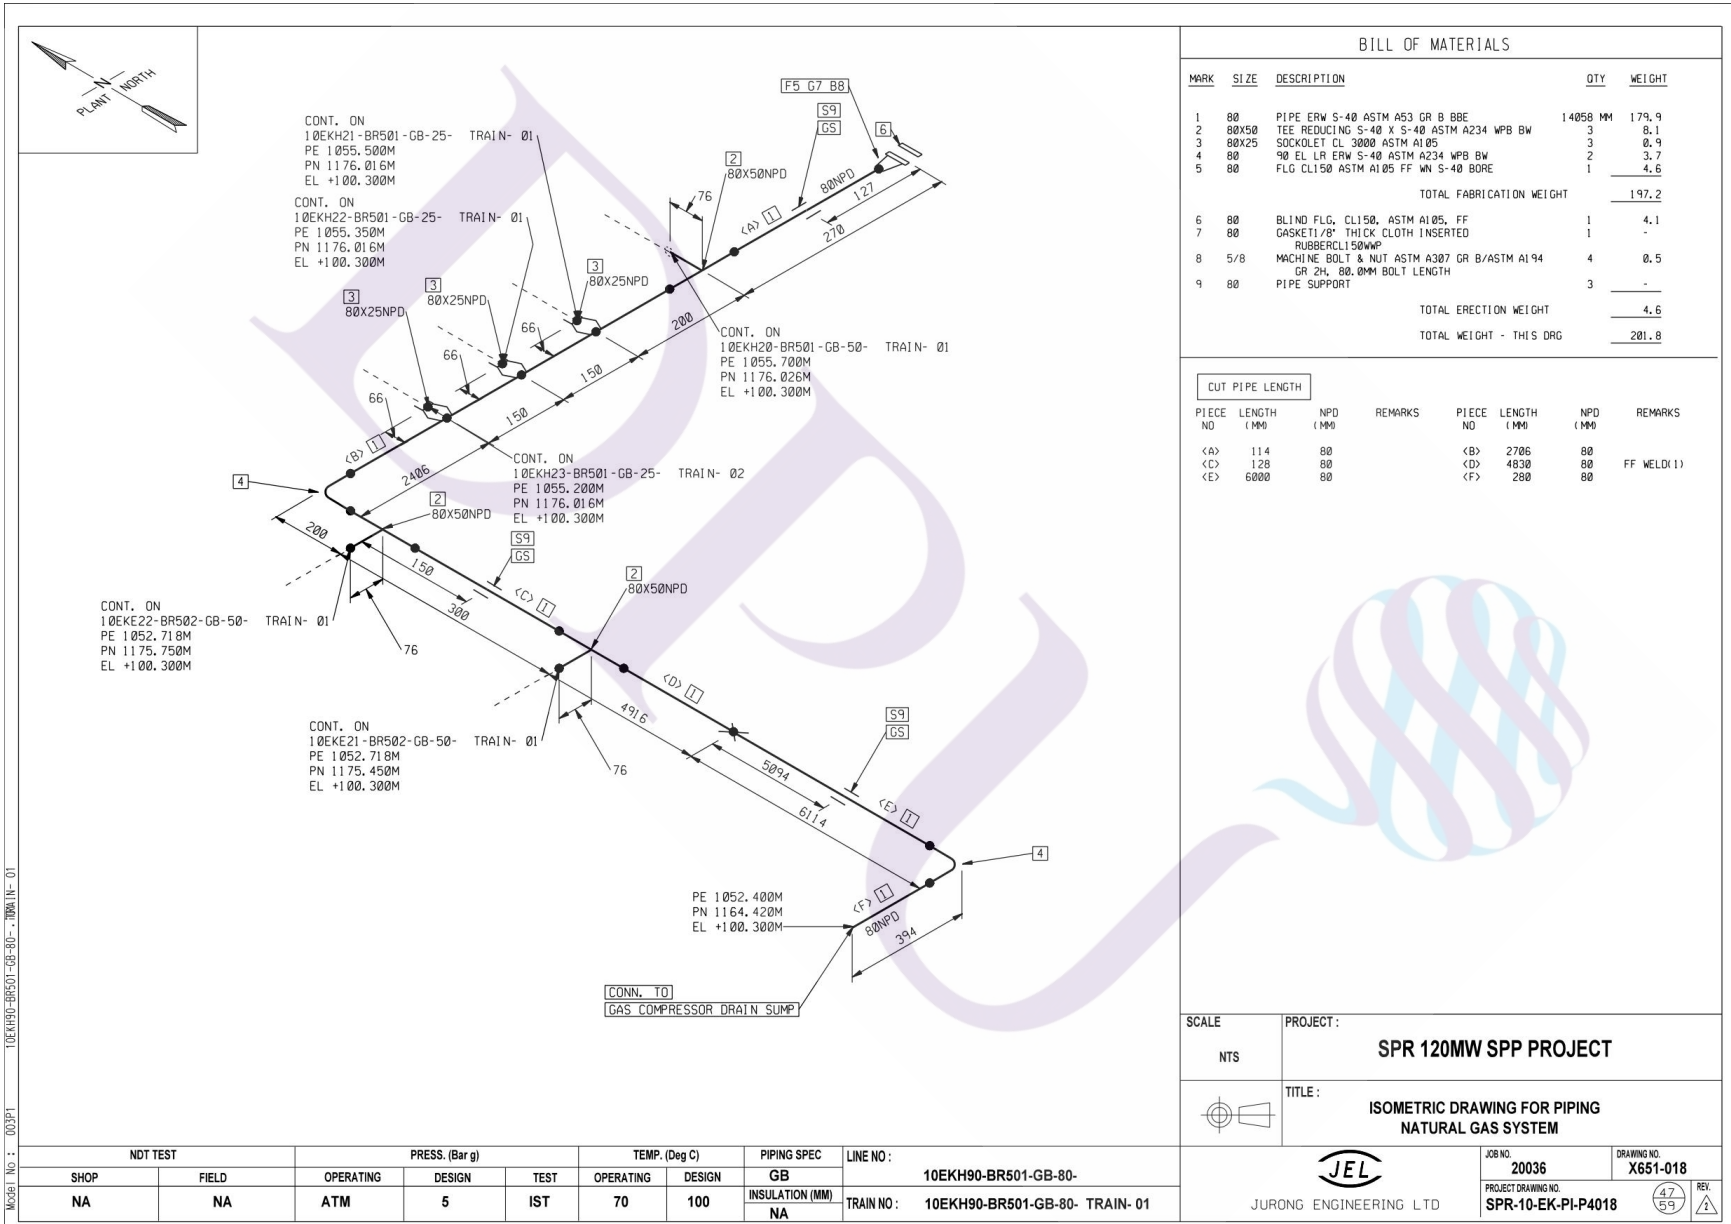 N
PLANT NORTH
F5 G7 B8
S9
GS
6
CONT. ON
10EKH21-BR501-GB-25- TRAIN- 01
PE 1055.500M
PN 1176.016M
EL +100.300M
CONT. ON
10EKH22-BR501-GB-25- TRAIN- 01
PE 1055.350M
PN 1176.016M
EL +100.300M
2
80X50NPD
80NPD
76
<A> 1
127
270
3
80X25NPD
3
80X25NPD
3
80X25NPD
66
66
66
200
150
150
CONT. ON
10EKH20-BR501-GB-50- TRAIN- 01
PE 1055.700M
PN 1176.026M
EL +100.300M
<B> 1
2406
4
CONT. ON
10EKH23-BR501-GB-25- TRAIN- 02
PE 1055.200M
PN 1176.016M
EL +100.300M
2
80X50NPD
200
S9
GS
150
<C> 1
300
2
80X50NPD
CONT. ON
10EKE22-BR502-GB-50- TRAIN- 01
PE 1052.718M
PN 1175.750M
EL +100.300M
76
<D> 1
4916
S9
GS
CONT. ON
10EKE21-BR502-GB-50- TRAIN- 01
PE 1052.718M
PN 1175.450M
EL +100.300M
76
5094
<E> 1
6114
4
PE 1052.400M
PN 1164.420M
EL +100.300M
<F> 1
80NPD
394
CONN. TO
GAS COMPRESSOR DRAIN SUMP
BILL OF MATERIALS
MARK SIZE DESCRIPTION QTY WEIGHT
1 80 PIPE ERW S-40 ASTM A53 GR B BBE 14058 MM 179.9
2 80X50 TEE REDUCING S-40 X S-40 ASTM A234 WPB BW 3 8.1
3 80X25 SOCKOLET CL 3000 ASTM A105 3 0.9
4 80 90 EL LR ERW S-40 ASTM A234 WPB BW 2 3.7
5 80 FLG CL150 ASTM A105 FF WN S-40 BORE 1 4.6
TOTAL FABRICATION WEIGHT 197.2
6 80 BLIND FLG, CL150, ASTM A105, FF 1 4.1
7 80 GASKET1/8" THICK CLOTH INSERTED 1 -
RUBBERCL150WWP
8 5/8 MACHINE BOLT & NUT ASTM A307 GR B/ASTM A194 4 0.5
GR 2H, 80.0MM BOLT LENGTH
9 80 PIPE SUPPORT 3 -
TOTAL ERECTION WEIGHT 4.6
TOTAL WEIGHT - THIS DRG 201.8
CUT PIPE LENGTH
PIECE LENGTH NPD REMARKS PIECE LENGTH NPD REMARKS
NO (MM) (MM) NO (MM) (MM)
<A> 114 80 <B> 2706 80
<C> 128 80 <D> 4830 80 FF WELD(1)
<E> 6000 80 <F> 280 80
SCALE
NTS
PROJECT :
SPR 120MW SPP PROJECT
TITLE :
ISOMETRIC DRAWING FOR PIPING
NATURAL GAS SYSTEM
JEL
JURONG ENGINEERING LTD
JOB NO.
20036
DRAWING NO.
X651-018
PROJECT DRAWING NO.
SPR-10-EK-PI-P4018
47
59
REV.
2
NDT TEST PRESS. (Bar g) TEMP. (Deg C) PIPING SPEC LINE NO :
SHOP FIELD OPERATING DESIGN TEST OPERATING DESIGN GB 10EKH90-BR501-GB-80-
NA NA ATM 5 IST 70 100 INSULATION (MM) NA TRAIN NO : 10EKH90-BR501-GB-80- TRAIN- 01
Model No : 003P1 10EKH90-BR501-GB-80-